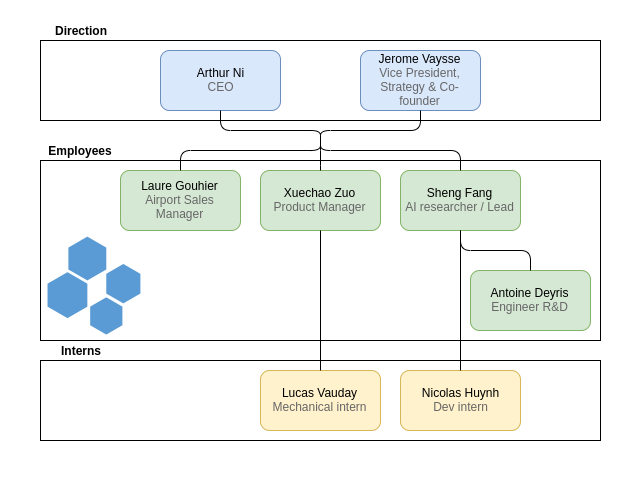 Direction
Arthur Ni
CEO
Jerome Vaysse
Vice President,
Strategy & Co-
founder
Employees
Laure Gouhier
Airport Sales
Manager
Xuechao Zuo
Product Manager
Sheng Fang
AI researcher / Lead
Antoine Deyris
Engineer R&D
Interns
Lucas Vauday
Mechanical intern
Nicolas Huynh
Dev intern